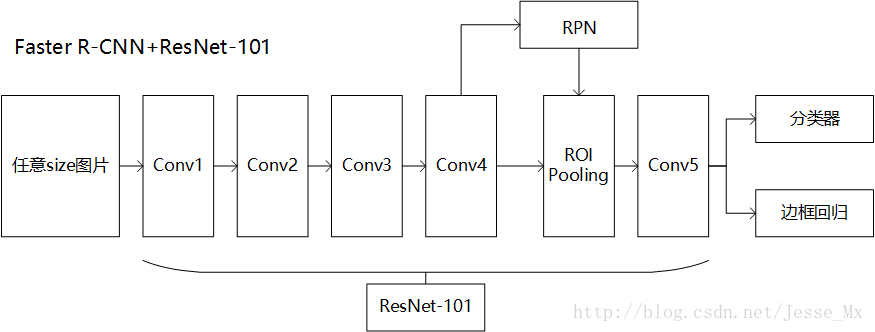 Faster R-CNN+ResNet-101
RPN
任意size图片
Conv1
Conv2
Conv3
Conv4
ROI
Pooling
Conv5
分类器
边框回归
ResNet-101
http://blog.csdn.net/Jesse_Mx